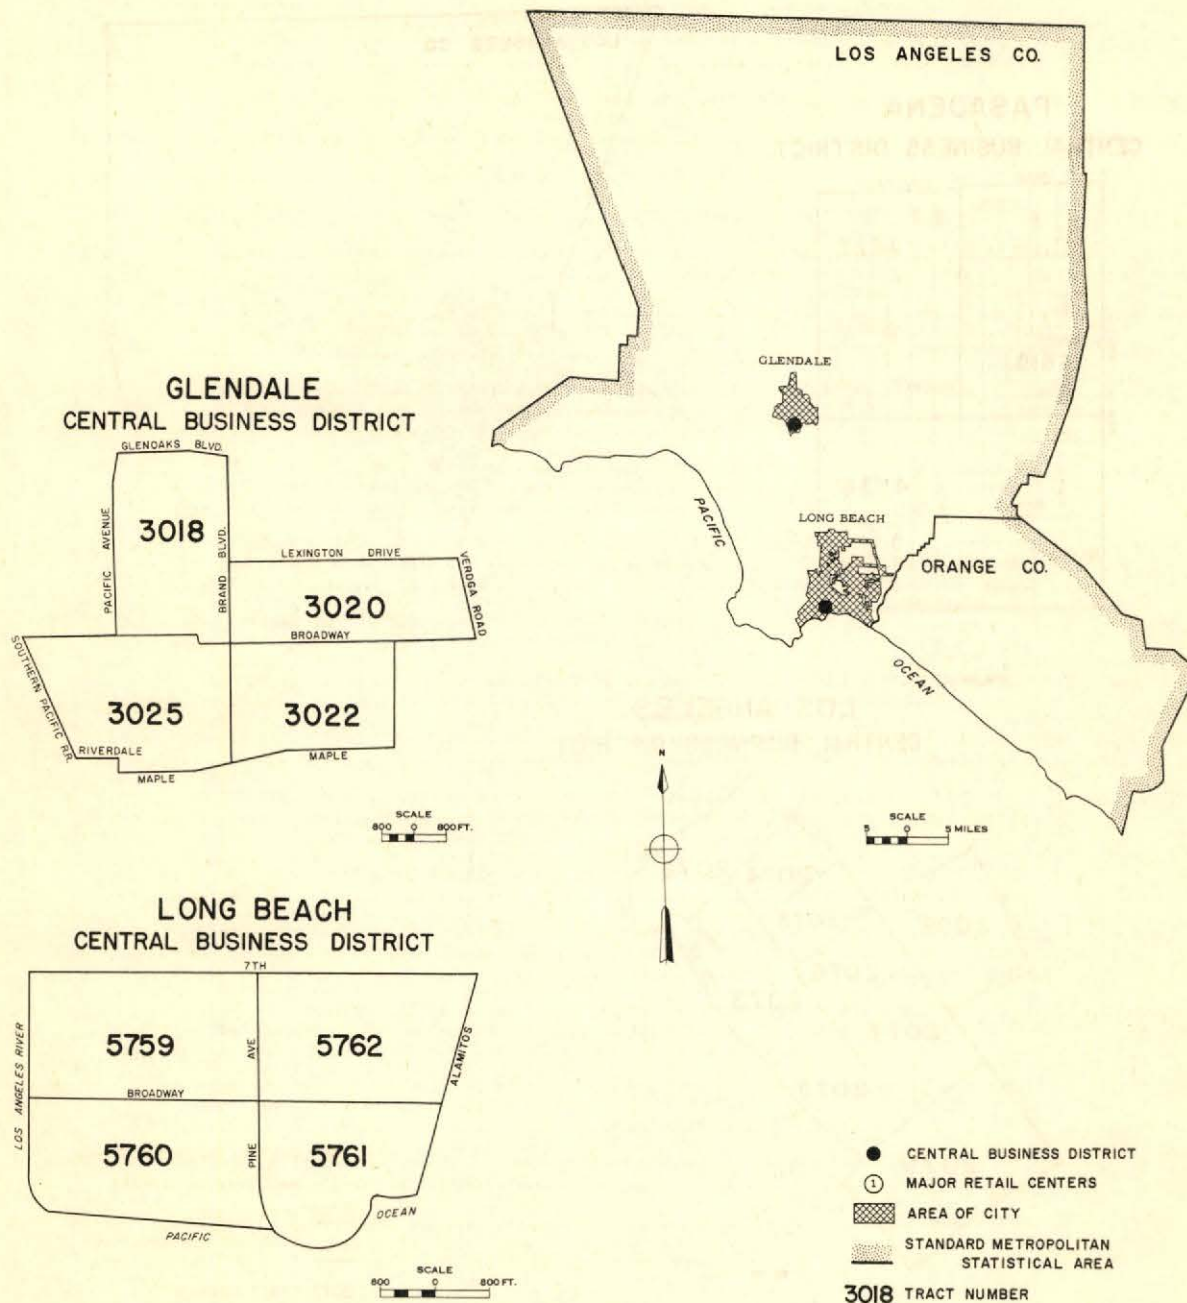 LOS ANGELES CO.
GLENDALE
LONG BEACH
ORANGE CO.
PACIFIC
OCEAN
N
SCALE
5 0 5 MILES
GLENDALE
CENTRAL BUSINESS DISTRICT
GLENOAKS BLVD.
PACIFIC AVENUE
3018
BRAND BLVD.
LEXINGTON DRIVE
VERDGA ROAD
3020
BROADWAY
SOUTHERN PACIFIC R.R.
3025
3022
RIVERDALE
MAPLE
MAPLE
SCALE
800 0 800 FT.
LONG BEACH
CENTRAL BUSINESS DISTRICT
7TH
LOS ANGELES RIVER
5759
AVE
5762
ALAMITOS
BROADWAY
5760
PINE
5761
PACIFIC
OCEAN
SCALE
800 0 800 FT.
CENTRAL BUSINESS DISTRICT
1 MAJOR RETAIL CENTERS
AREA OF CITY
STANDARD METROPOLITAN
STATISTICAL AREA
3018 TRACT NUMBER